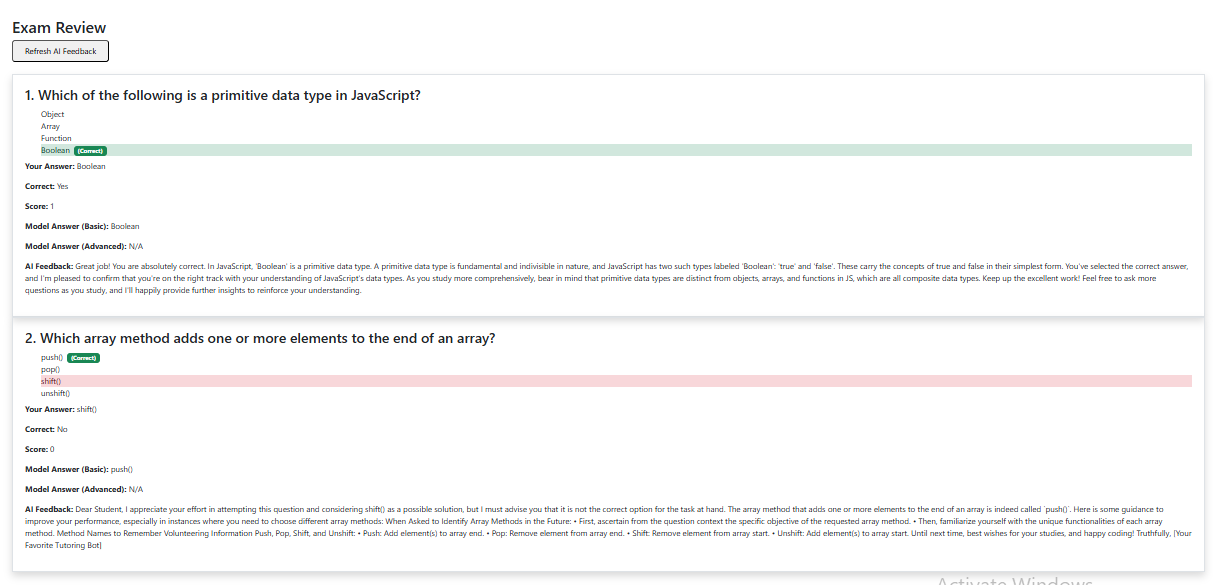 Exam Review
Refresh AI Feedback
1. Which of the following is a primitive data type in JavaScript?
Object
Array
Function
Boolean (Correct)
Your Answer: Boolean
Correct: Yes
Score: 1
Model Answer (Basic): Boolean
Model Answer (Advanced): N/A
AI Feedback: Great job! You are absolutely correct. In JavaScript, 'Boolean' is a primitive data type. A primitive data type is fundamental and indivisible in nature, and JavaScript has two such types labeled 'Boolean': 'true' and 'false'. These carry the concepts of true and false in their simplest form. You've selected the correct answer,
and I'm pleased to confirm that you're on the right track with your understanding of JavaScript's data types. As you study more comprehensively, bear in mind that primitive data types are distinct from objects, arrays, and functions in JS, which are all composite data types. Keep up the excellent work! Feel free to ask more
questions as you study, and I'll happily provide further insights to reinforce your understanding.
2. Which array method adds one or more elements to the end of an array?
push() (Correct)
pop()
shift()
unshift()
Your Answer: shift()
Correct: No
Score: 0
Model Answer (Basic): push()
Model Answer (Advanced): N/A
AI Feedback: Dear Student, I appreciate your effort in attempting this question and considering shift() as a possible solution, but I must advise you that it is not the correct option for the task at hand. The array method that adds one or more elements to the end of an array is indeed called `push()`. Here is some guidance to
improve your performance, especially in instances where you need to choose different array methods: When Asked to Identify Array Methods in the Future: • First, ascertain from the question context the specific objective of the requested array method. • Then, familiarize yourself with the unique functionalities of each array
method. Method Names to Remember Volunteering Information Push, Pop, Shift, and Unshift: • Push: Add element(s) to array end. • Pop: Remove element from array end. • Shift: Remove element from array start. • Unshift: Add element(s) to array start. Until next time, best wishes for your studies, and happy coding! Truthfully, [Your
Favorite Tutoring Bot]
Activate Windows